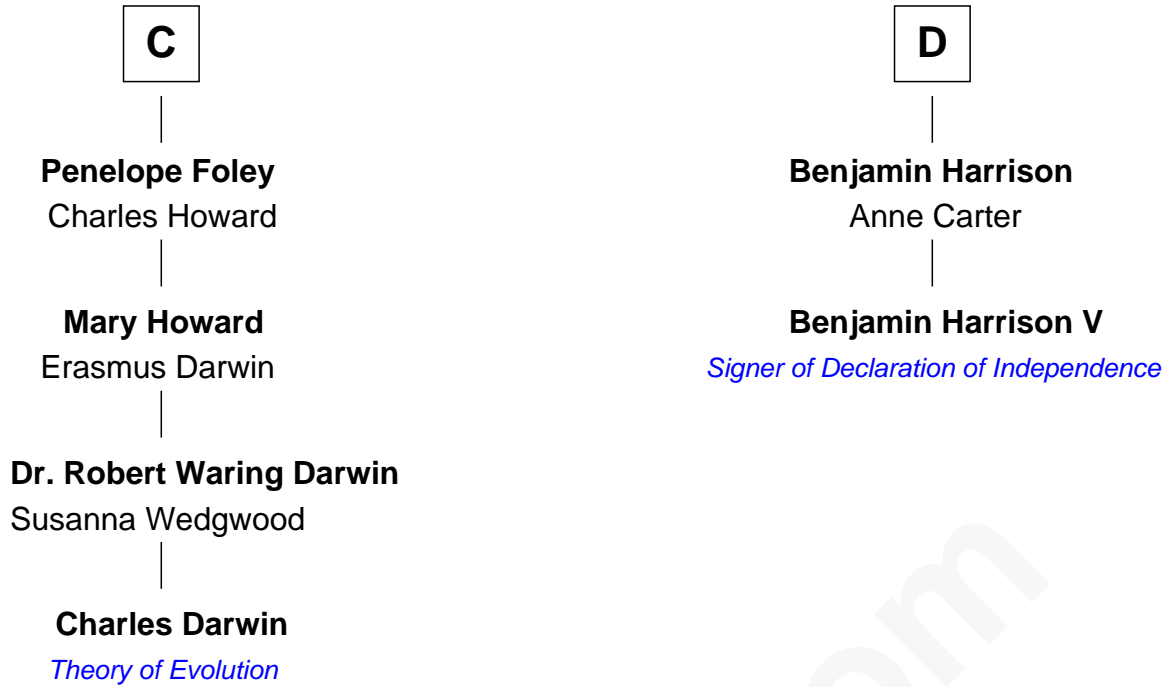 C
Penelope Foley
Charles Howard
Mary Howard
Erasmus Darwin
Dr. Robert Waring Darwin
Susanna Wedgwood
Charles Darwin
Theory of Evolution
D
Benjamin Harrison
Anne Carter
Benjamin Harrison V
Signer of Declaration of Independence
om